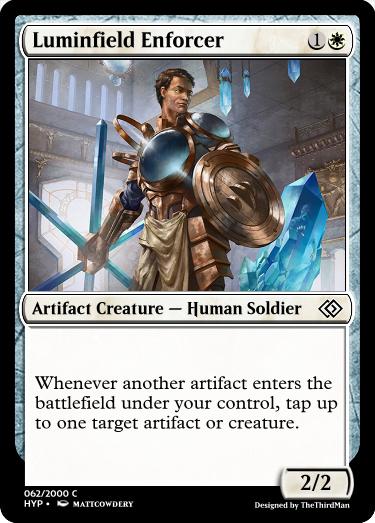 Luminfield Enforcer 1
Artifact Creature — Human Soldier
Whenever another artifact enters the
battlefield under your control, tap up
to one target artifact or creature.
2/2
062/2000 C
HYP • MATTCOWDERY
Designed by TheThirdMan